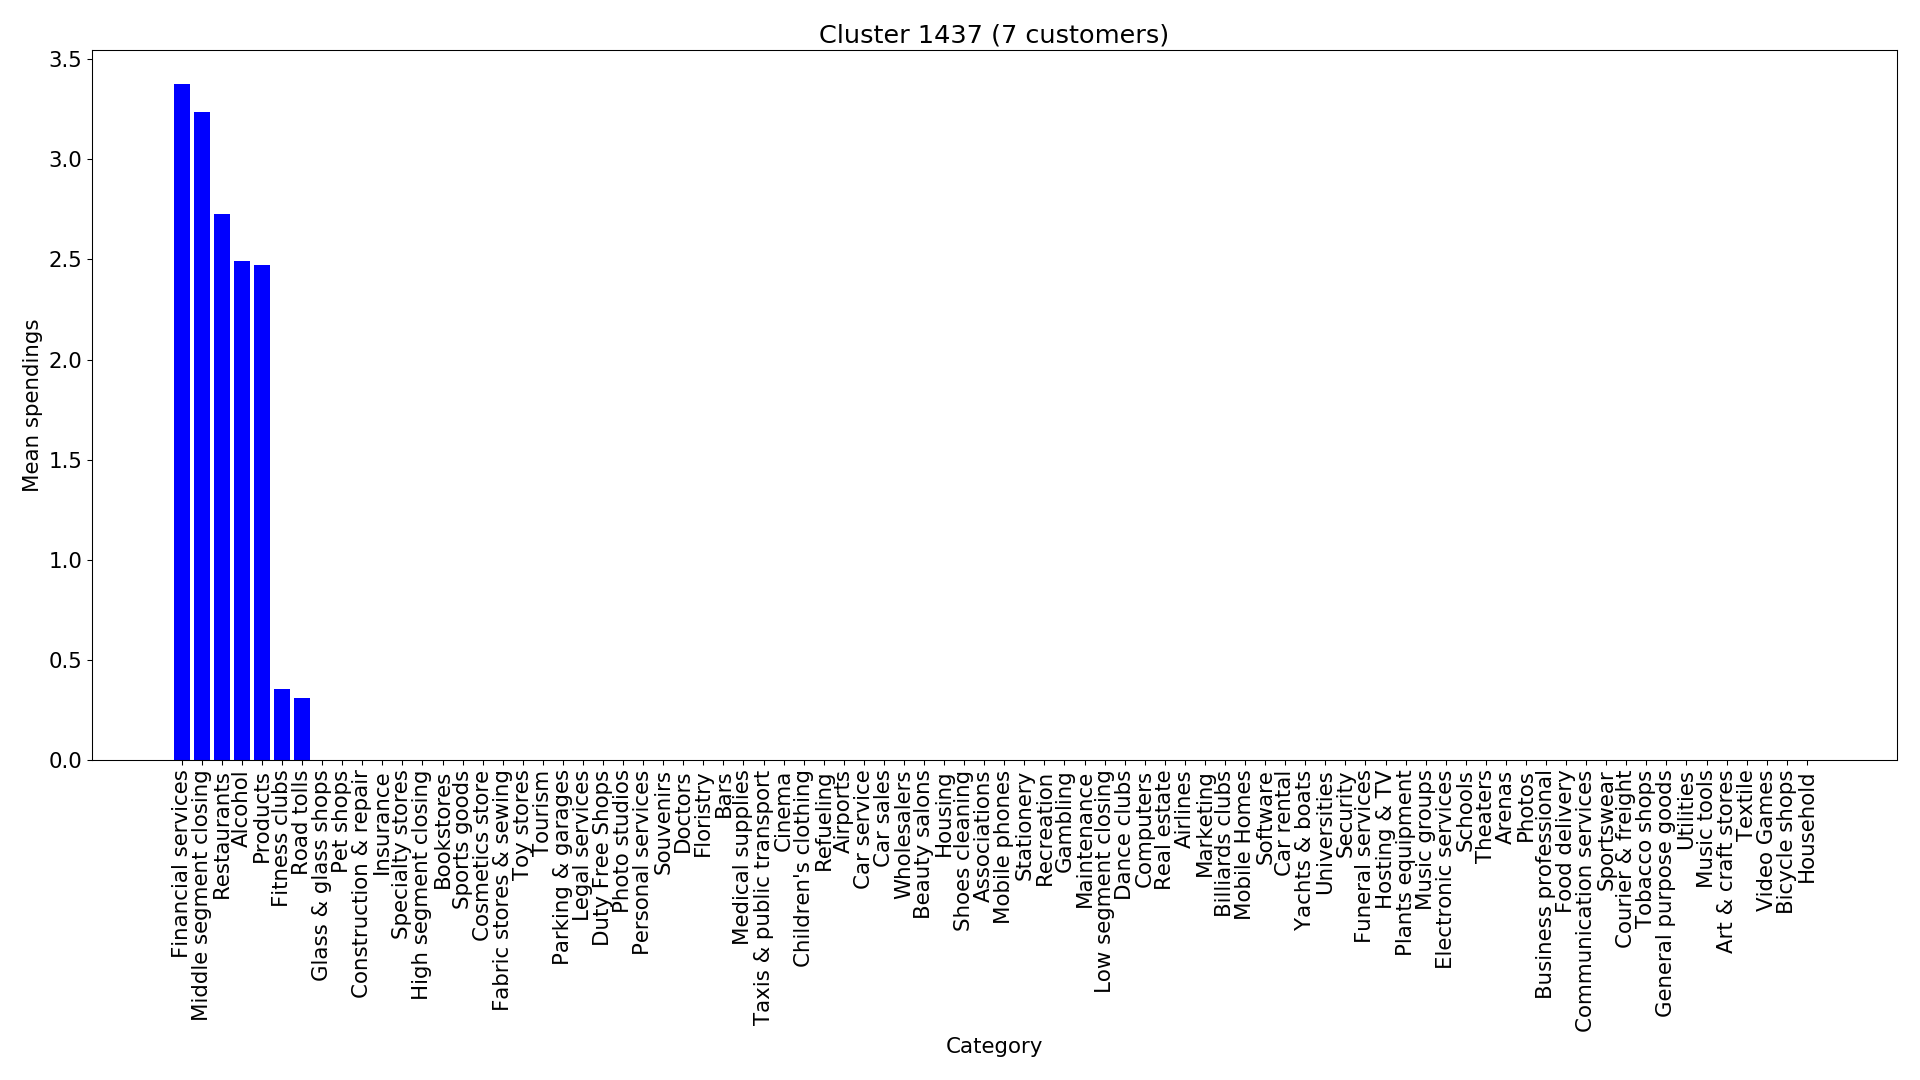 Cluster 1437 (7 customers)
Mean spendings
3.5
3.0
2.5
2.0
1.5
1.0
0.5
0.0
Financial services
Middle segment closing
Restaurants
Alcohol
Products
Fitness clubs
Road tolls
Glass & glass shops
Pet shops
Construction & repair
Insurance
Specialty stores
High segment closing
Bookstores
Sports goods
Cosmetics store
Fabric stores & sewing
Toy stores
Tourism
Parking & garages
Legal services
Duty Free Shops
Photo studios
Personal services
Souvenirs
Doctors
Floristry
Bars
Medical supplies
Taxis & public transport
Cinema
Children's clothing
Refueling
Airports
Car service
Car sales
Wholesalers
Beauty salons
Housing
Shoes cleaning
Associations
Mobile phones
Stationery
Recreation
Gambling
Maintenance
Low segment closing
Dance clubs
Computers
Real estate
Airlines
Marketing
Billiards clubs
Mobile Homes
Software
Car rental
Yachts & boats
Universities
Security
Funeral services
Hosting & TV
Plants equipment
Music groups
Electronic services
Schools
Theaters
Arenas
Photos
Business professional
Food delivery
Communication services
Sportswear
Courier & freight
Tobacco shops
General purpose goods
Utilities
Music tools
Art & craft stores
Textile
Video Games
Bicycle shops
Household
Category